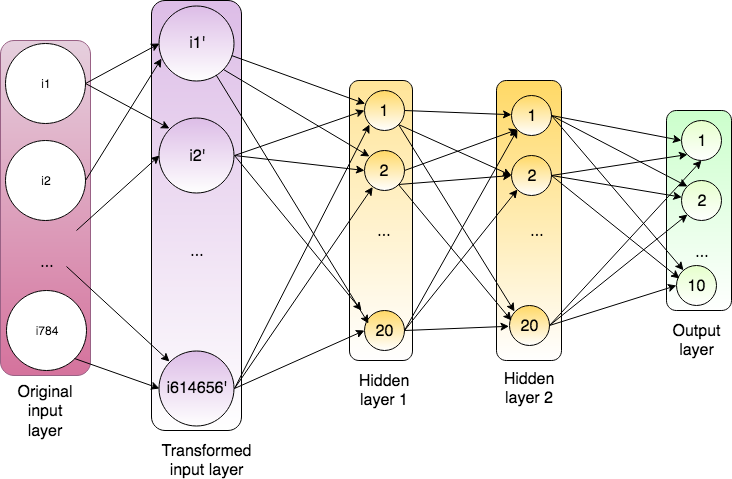 i1
i2
...
i784
Original
input
layer
i1'
i2'
...
i614656'
Transformed
input layer
1
2
...
20
Hidden
layer 1
1
2
...
20
Hidden
layer 2
1
2
...
10
Output
layer